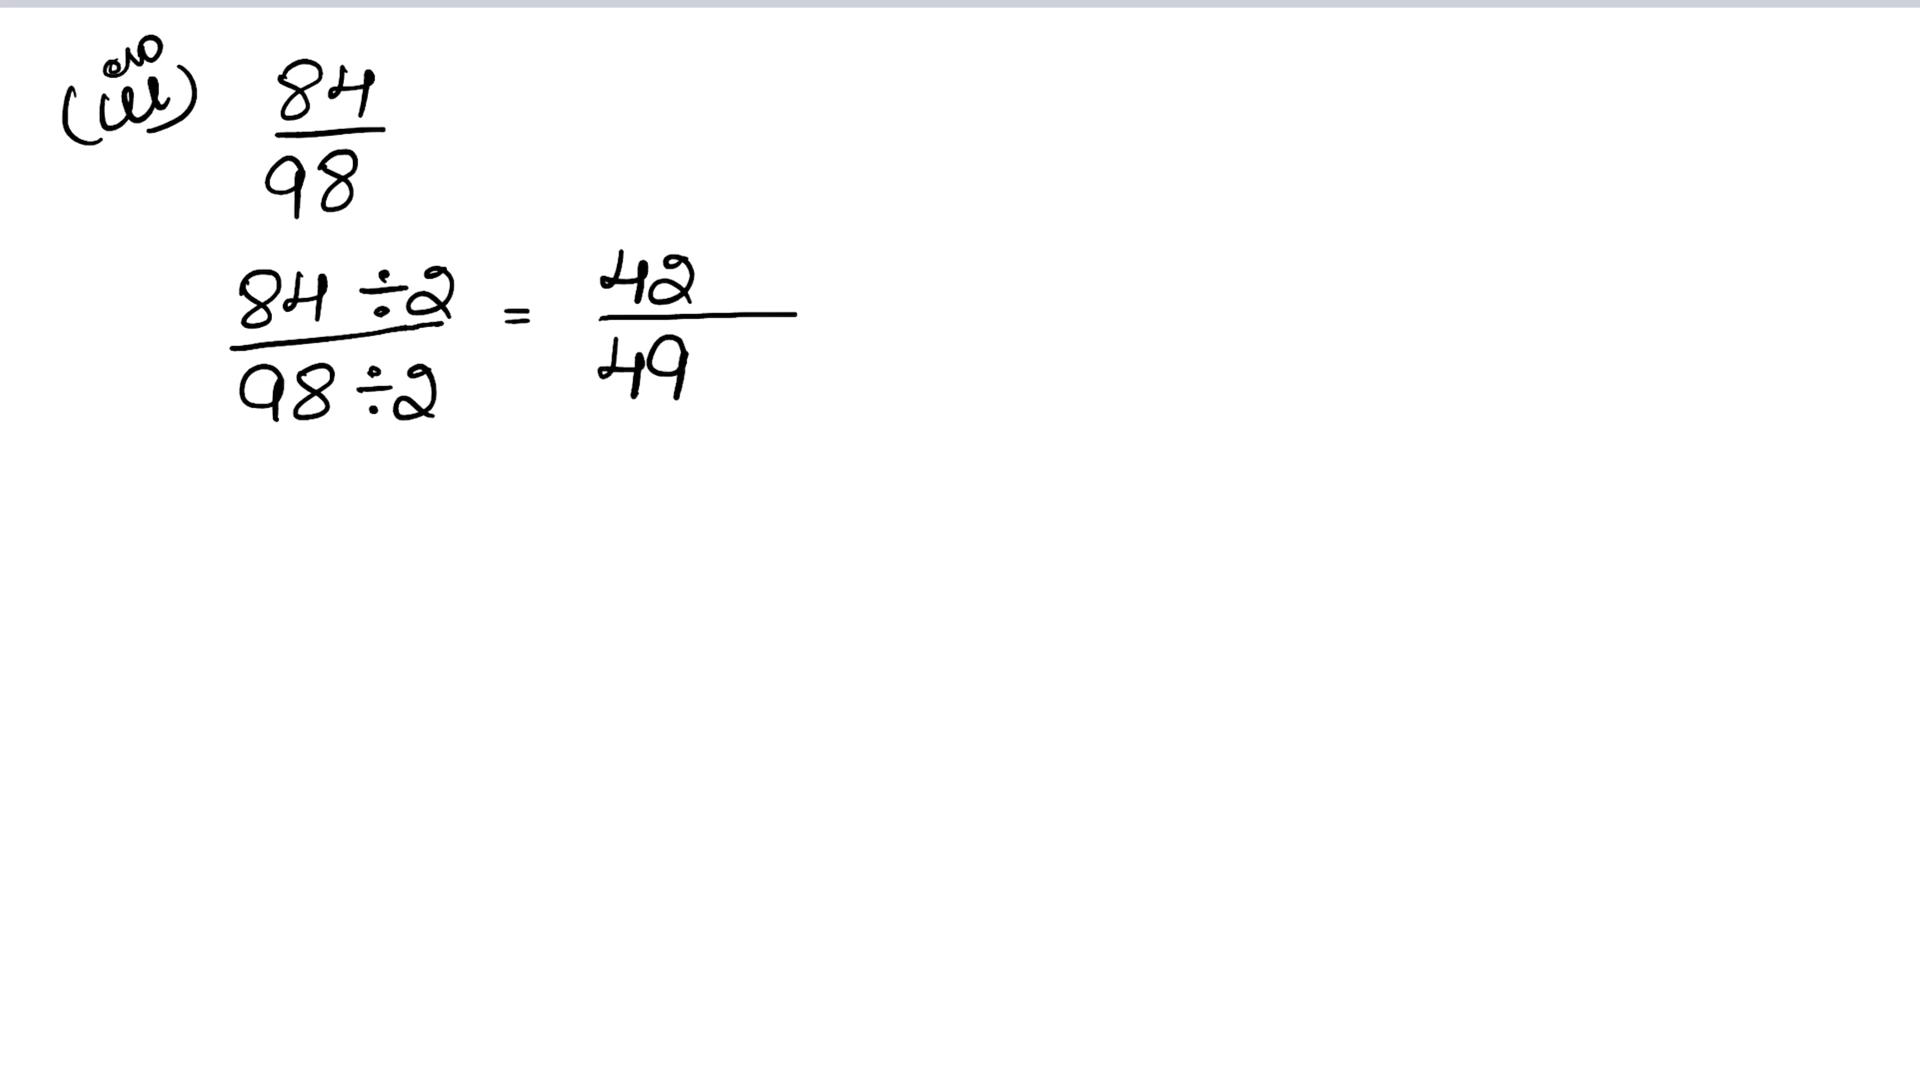 (iii) 84/98
84 ÷ 2 / 98 ÷ 2 = 42/49